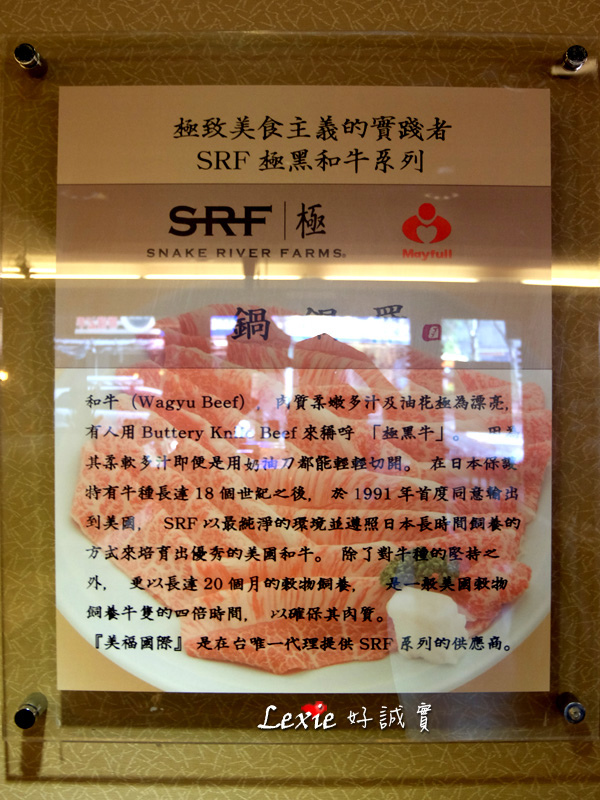 極致美食主義的實踐者
SRF 極黑和牛系列
SRF | 極
SNAKE RIVER FARMS®
Mayfull
鍋
和牛（Wagyu Beef），肉質柔嫩多汁及油花極為漂亮，
有人用 Buttery Knife Beef 來稱呼「極黑牛」。 因為
其柔軟多汁即便是用奶油刀都能輕輕切開。 在日本保護
特有牛種長達 18 個世紀之後， 於 1991 年首度同意輸出
到美國， SRF 以最純淨的環境並遵照日本長時間飼養的
方式來培育出優秀的美國和牛。 除了對牛種的堅持之
外， 更以長達 20 個月的穀物飼養， 是一般美國穀物
飼養牛隻的四倍時間， 以確保其肉質。
『美福國際』 是在台唯一代理提供 SRF 系列的供應商。
Lexie 好誠實